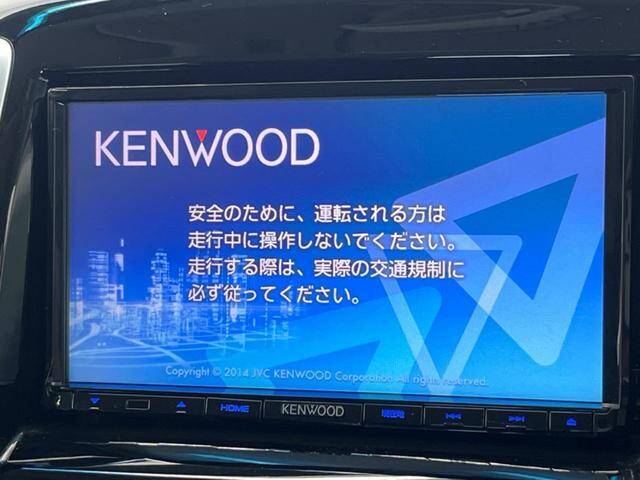 KENWOOD
安全のために、運転される方は
走行中に操作しないでください。
走行する際は、実際の交通規制に
必ず従ってください。
Copyright © 2014 JVC KENWOOD Corporation All rights reserved.
HOME KENWOOD 現在地